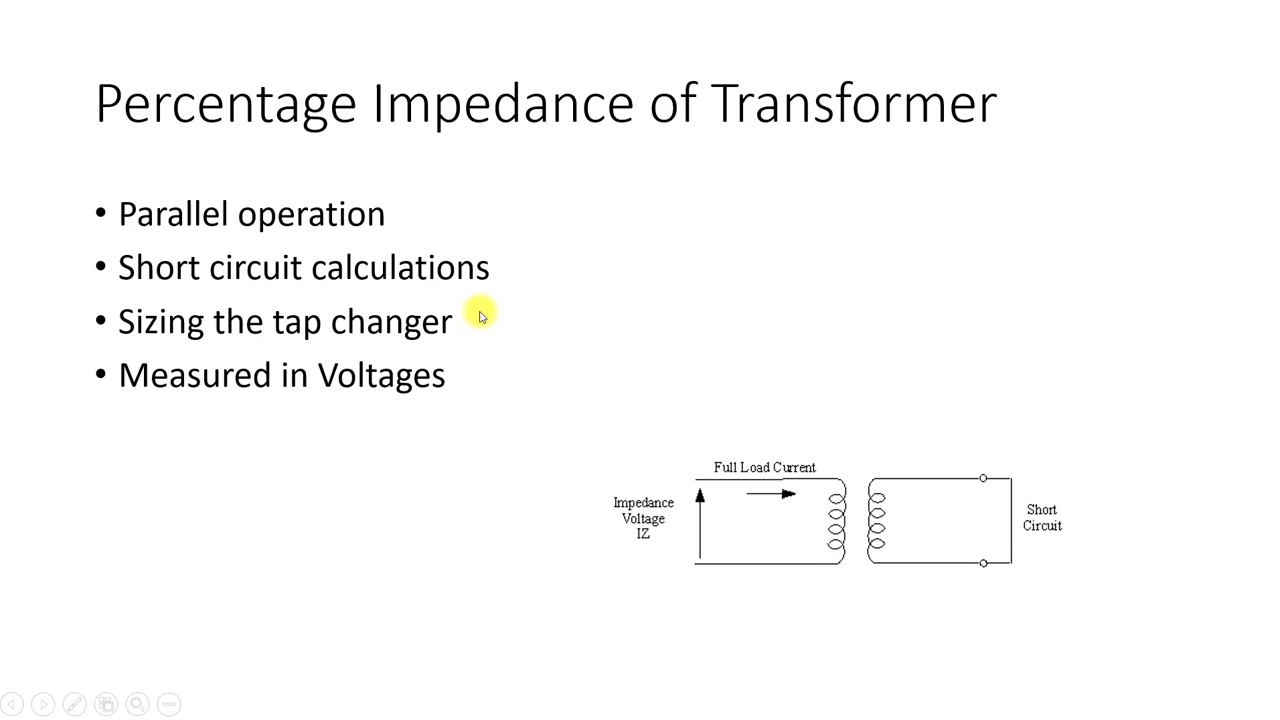 Percentage Impedance of Transformer
• Parallel operation
• Short circuit calculations
• Sizing the tap changer
• Measured in Voltages
Full Load Current
Impedance
Voltage
IZ
Short
Circuit